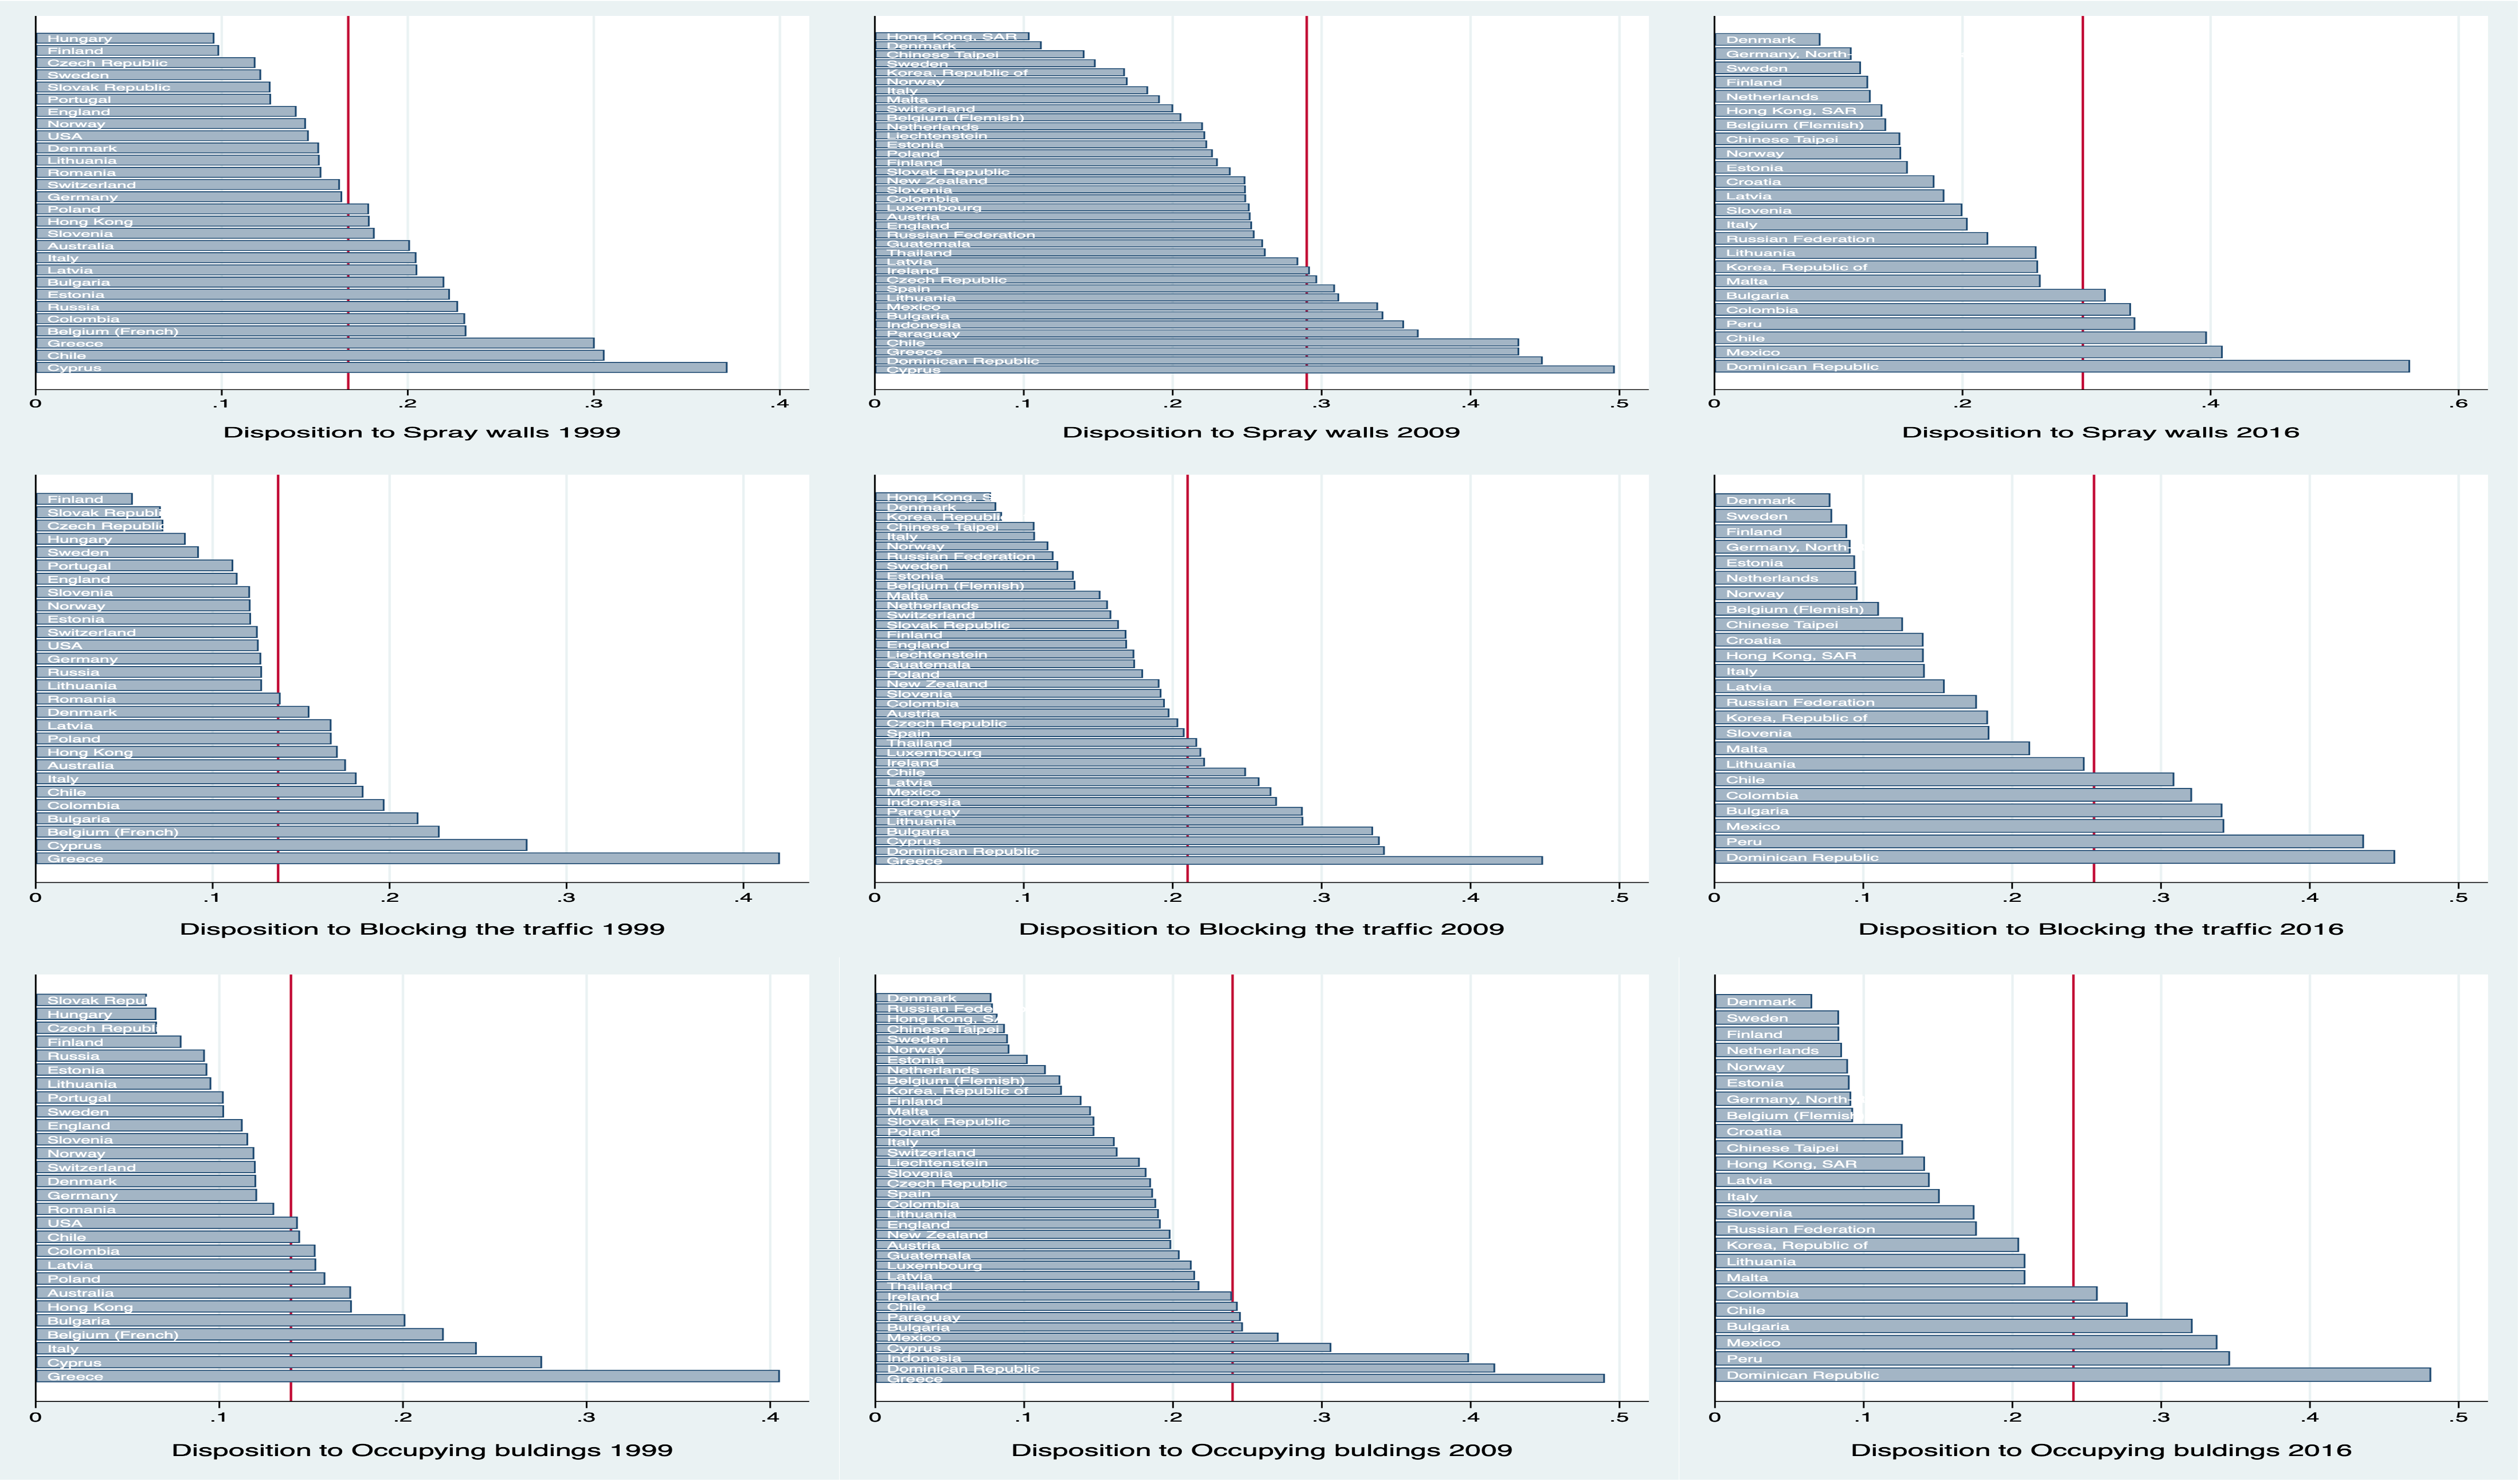 Hungary
Finland
Czech Republic
Sweden
Slovak Republic
Portugal
England
Norway
USA
Denmark
Lithuania
Romania
Switzerland
Germany
Poland
Hong Kong
Slovenia
Australia
Italy
Latvia
Bulgaria
Estonia
Russia
Colombia
Belgium (French)
Greece
Chile
Cyprus
0 .1 .2 .3 .4
Disposition to Spray walls 1999
Hong Kong, SAR
Denmark
Chinese Taipei
Sweden
Korea, Republic of
Norway
Italy
Malta
Switzerland
Belgium (Flemish)
Netherlands
Liechtenstein
Estonia
Poland
Finland
Slovak Republic
New Zealand
Slovenia
Colombia
Luxembourg
Austria
England
Russian Federation
Guatemala
Thailand
Latvia
Ireland
Czech Republic
Spain
Lithuania
Mexico
Bulgaria
Indonesia
Paraguay
Chile
Greece
Dominican Republic
Cyprus
0 .1 .2 .3 .4 .5
Disposition to Spray walls 2009
Denmark
Germany, North-
Sweden
Finland
Netherlands
Hong Kong, SAR
Belgium (Flemish)
Chinese Taipei
Norway
Estonia
Croatia
Latvia
Slovenia
Italy
Russian Federation
Lithuania
Korea, Republic of
Malta
Bulgaria
Colombia
Peru
Chile
Mexico
Dominican Republic
0 .2 .4 .6
Disposition to Spray walls 2016
Finland
Slovak Republi
Czech Republic
Hungary
Sweden
Portugal
England
Slovenia
Norway
Estonia
Switzerland
USA
Germany
Russia
Lithuania
Romania
Denmark
Latvia
Poland
Hong Kong
Australia
Italy
Chile
Colombia
Bulgaria
Belgium (French)
Cyprus
Greece
0 .1 .2 .3 .4
Disposition to Blocking the traffic 1999
Hong Kong, S
Denmark
Korea, Republi
Chinese Taipei
Italy
Norway
Russian Federation
Sweden
Estonia
Belgium (Flemish)
Malta
Netherlands
Switzerland
Slovak Republic
Finland
England
Liechtenstein
Guatemala
Poland
New Zealand
Slovenia
Colombia
Austria
Czech Republic
Spain
Thailand
Luxembourg
Ireland
Chile
Latvia
Mexico
Indonesia
Paraguay
Lithuania
Bulgaria
Cyprus
Dominican Republic
Greece
0 .1 .2 .3 .4 .5
Disposition to Blocking the traffic 2009
Denmark
Sweden
Finland
Germany, North-
Estonia
Netherlands
Norway
Belgium (Flemish)
Chinese Taipei
Croatia
Hong Kong, SAR
Italy
Latvia
Russian Federation
Korea, Republic of
Slovenia
Malta
Lithuania
Chile
Colombia
Bulgaria
Mexico
Peru
Dominican Republic
0 .1 .2 .3 .4 .5
Disposition to Blocking the traffic 2016
Slovak Repu
Hungary
Czech Republ
Finland
Russia
Estonia
Lithuania
Portugal
Sweden
England
Slovenia
Norway
Switzerland
Denmark
Germany
Romania
USA
Chile
Colombia
Latvia
Poland
Australia
Hong Kong
Bulgaria
Belgium (French)
Italy
Cyprus
Greece
0 .1 .2 .3 .4
Disposition to Occupying buldings 1999
Denmark
Russian Fede
Hong Kong, SA
Chinese Taipei
Sweden
Norway
Estonia
Netherlands
Belgium (Flemish)
Korea, Republic of
Finland
Malta
Slovak Republic
Poland
Italy
Switzerland
Liechtenstein
Slovenia
Czech Republic
Spain
Colombia
Lithuania
England
New Zealand
Austria
Guatemala
Luxembourg
Latvia
Thailand
Ireland
Chile
Paraguay
Bulgaria
Mexico
Cyprus
Indonesia
Dominican Republic
Greece
0 .1 .2 .3 .4 .5
Disposition to Occupying buldings 2009
Denmark
Sweden
Finland
Netherlands
Norway
Estonia
Germany, North-
Belgium (Flemish
Croatia
Chinese Taipei
Hong Kong, SAR
Latvia
Italy
Slovenia
Russian Federation
Korea, Republic of
Lithuania
Malta
Colombia
Chile
Bulgaria
Mexico
Peru
Dominican Republic
0 .1 .2 .3 .4 .5
Disposition to Occupying buldings 2016